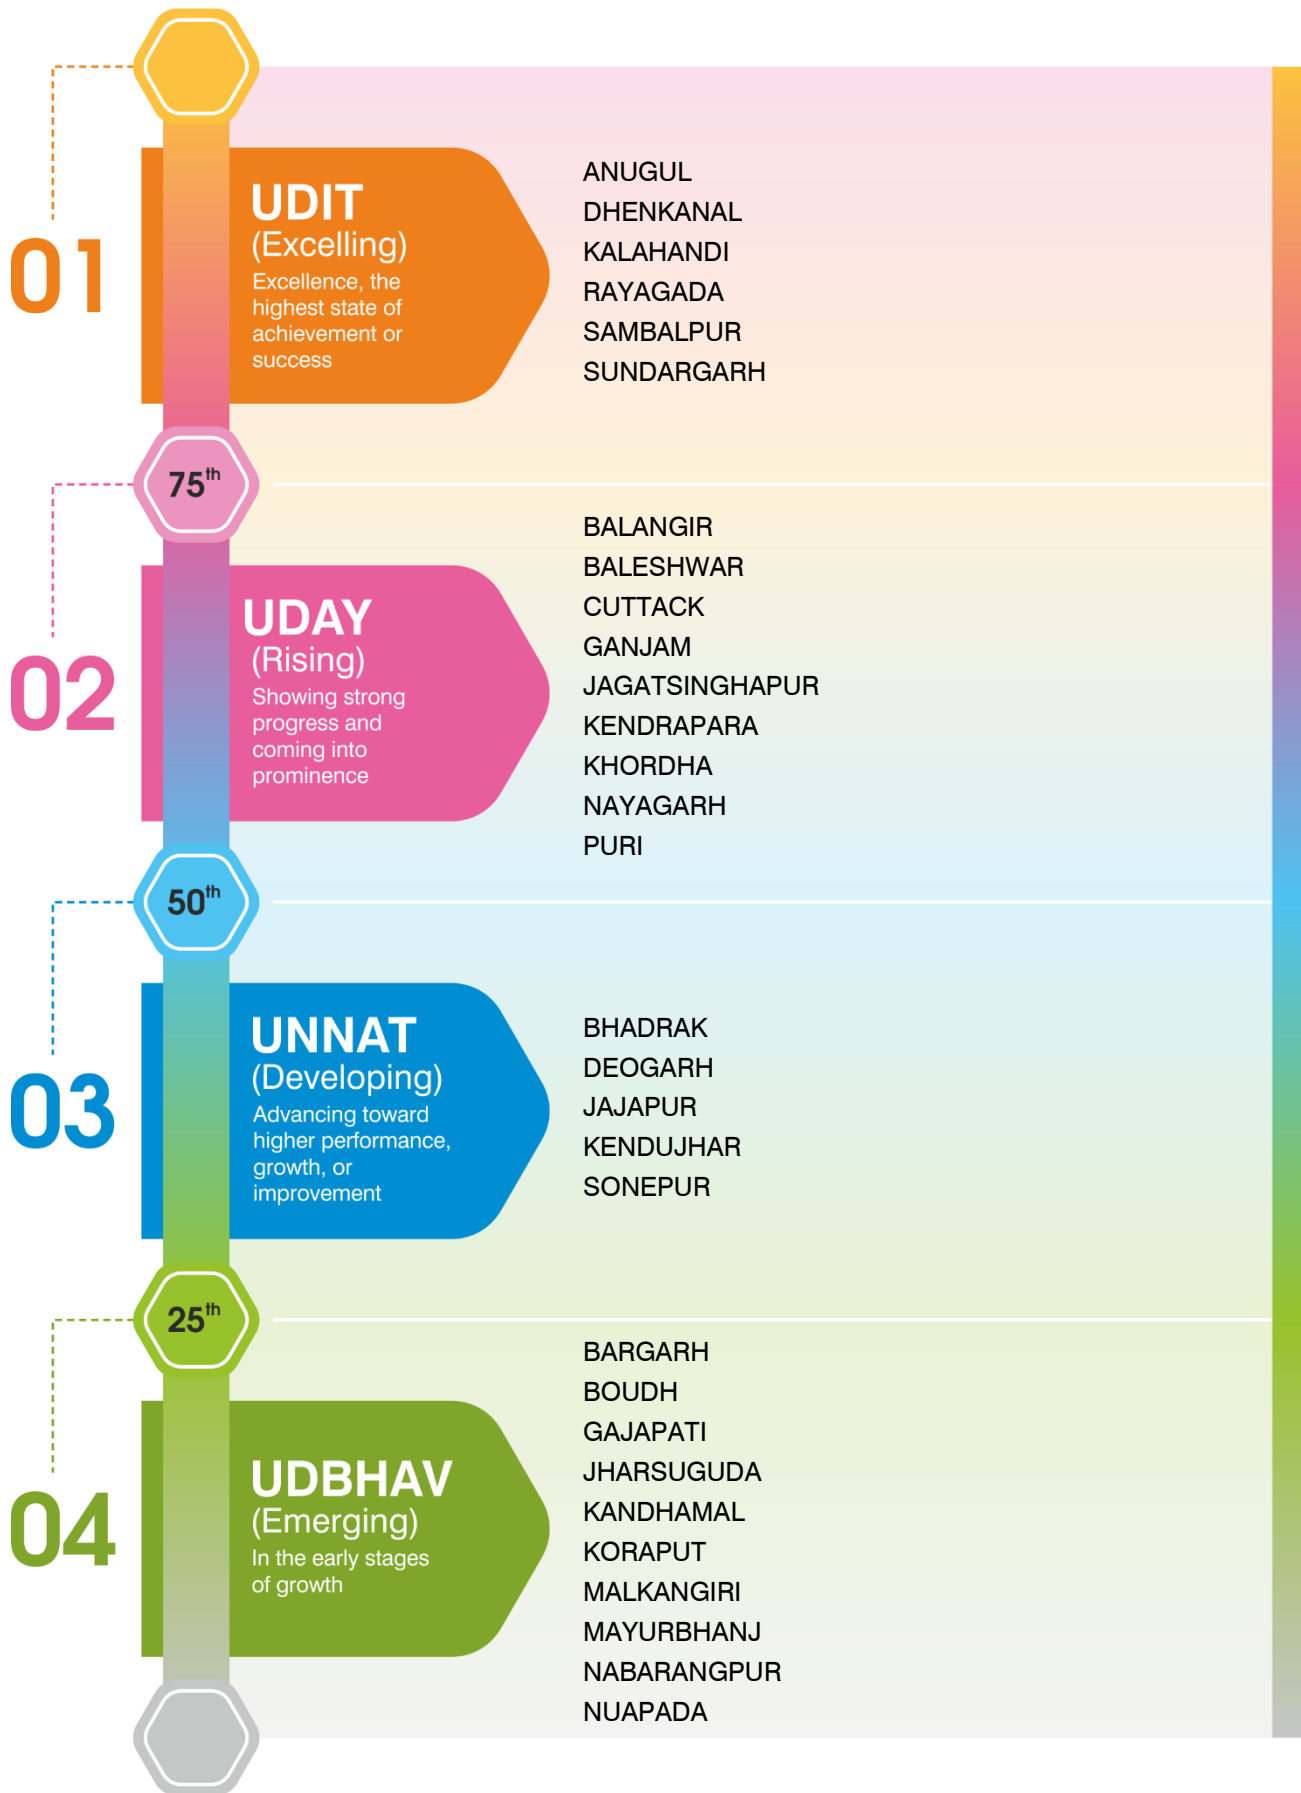 01
UDIT
(Excelling)
Excellence, the
highest state of
achievement or
success
ANUGUL
DHENKANAL
KALAHANDI
RAYAGADA
SAMBALPUR
SUNDARGARH
75th
02
UDAY
(Rising)
Showing strong
progress and
coming into
prominence
BALANGIR
BALESHWAR
CUTTACK
GANJAM
JAGATSINGHAPUR
KENDRAPARA
KHORDHA
NAYAGARH
PURI
50th
03
UNNAT
(Developing)
Advancing toward
higher performance,
growth, or
improvement
BHADRAK
DEOGARH
JAJAPUR
KENDUJHAR
SONEPUR
25th
04
UDBHAV
(Emerging)
In the early stages
of growth
BARGARH
BOUDH
GAJAPATI
JHARSUGUDA
KANDHAMAL
KORAPUT
MALKANGIRI
MAYURBHANJ
NABARANGPUR
NUAPADA